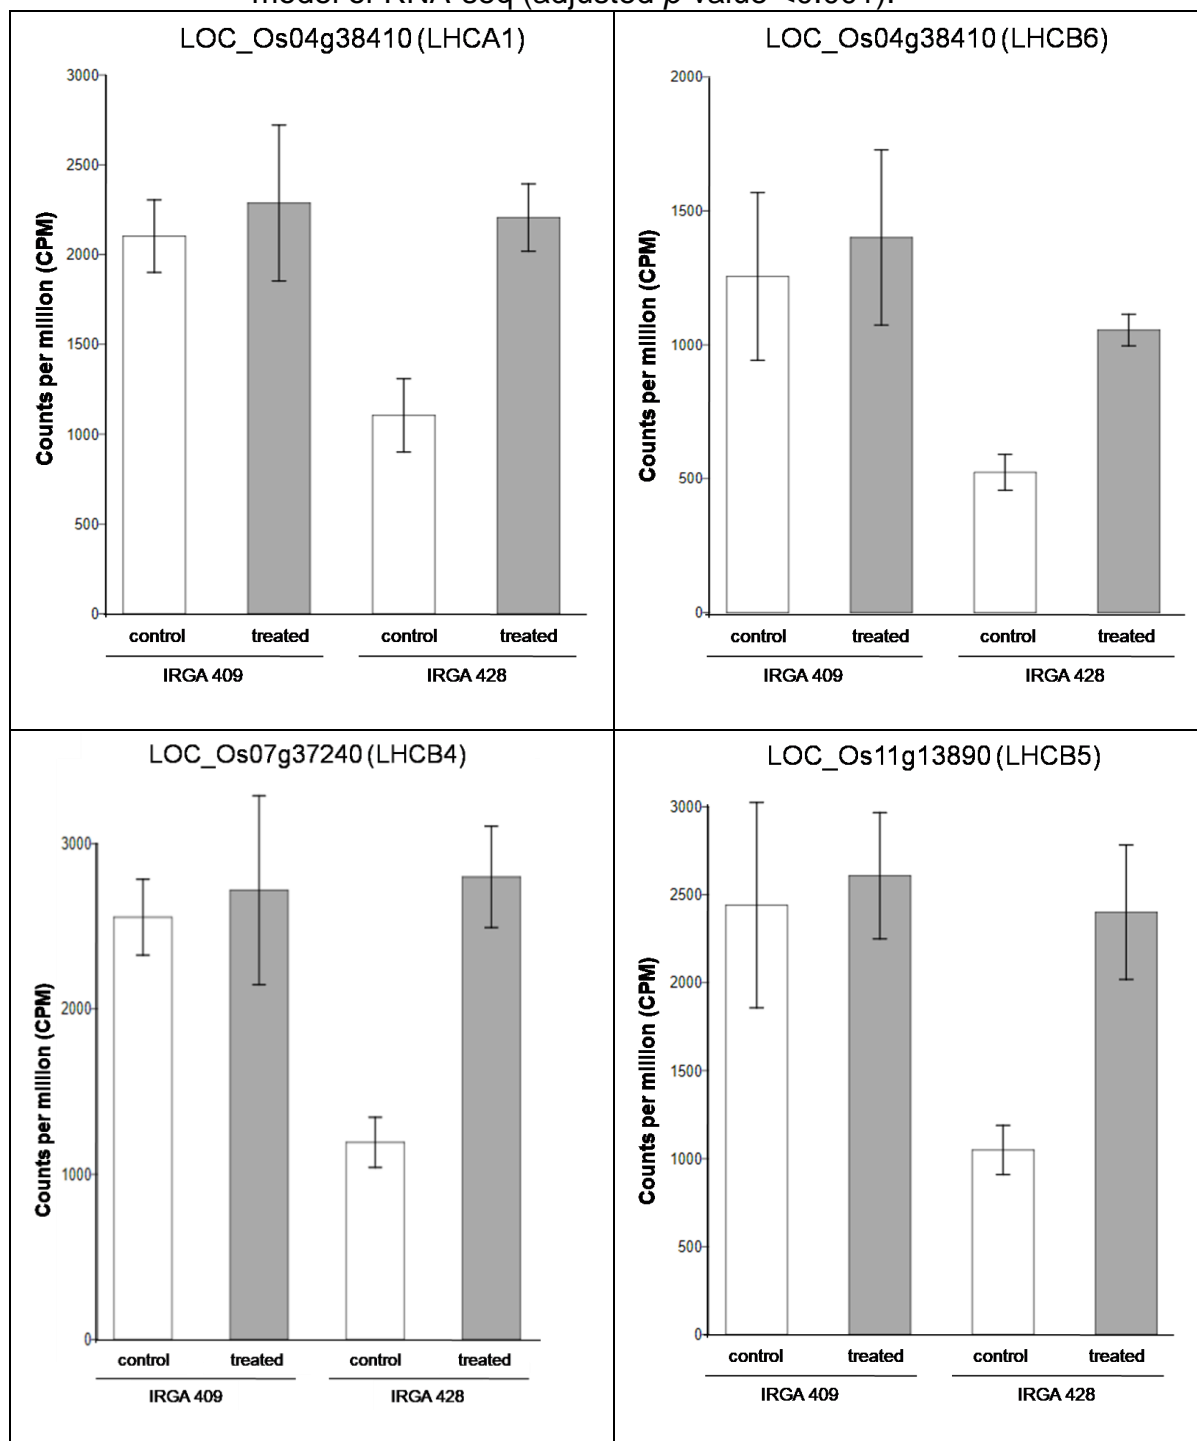 model of RNA-seq (adjusted p-value <0.001).
LOC_Os04g38410 (LHCA1)
3000
2500
2000
1500
1000
500
0
Counts per million (CPM)
control treated control treated
IRGA 409 IRGA 428
LOC_Os04g38410 (LHCB6)
2000
1500
1000
500
0
Counts per million (CPM)
control treated control treated
IRGA 409 IRGA 428
LOC_Os07g37240 (LHCB4)
3000
2000
1000
0
Counts per million (CPM)
control treated control treated
IRGA 409 IRGA 428
LOC_Os11g13890 (LHCB5)
3000
2500
2000
1500
1000
500
0
Counts per million (CPM)
control treated control treated
IRGA 409 IRGA 428